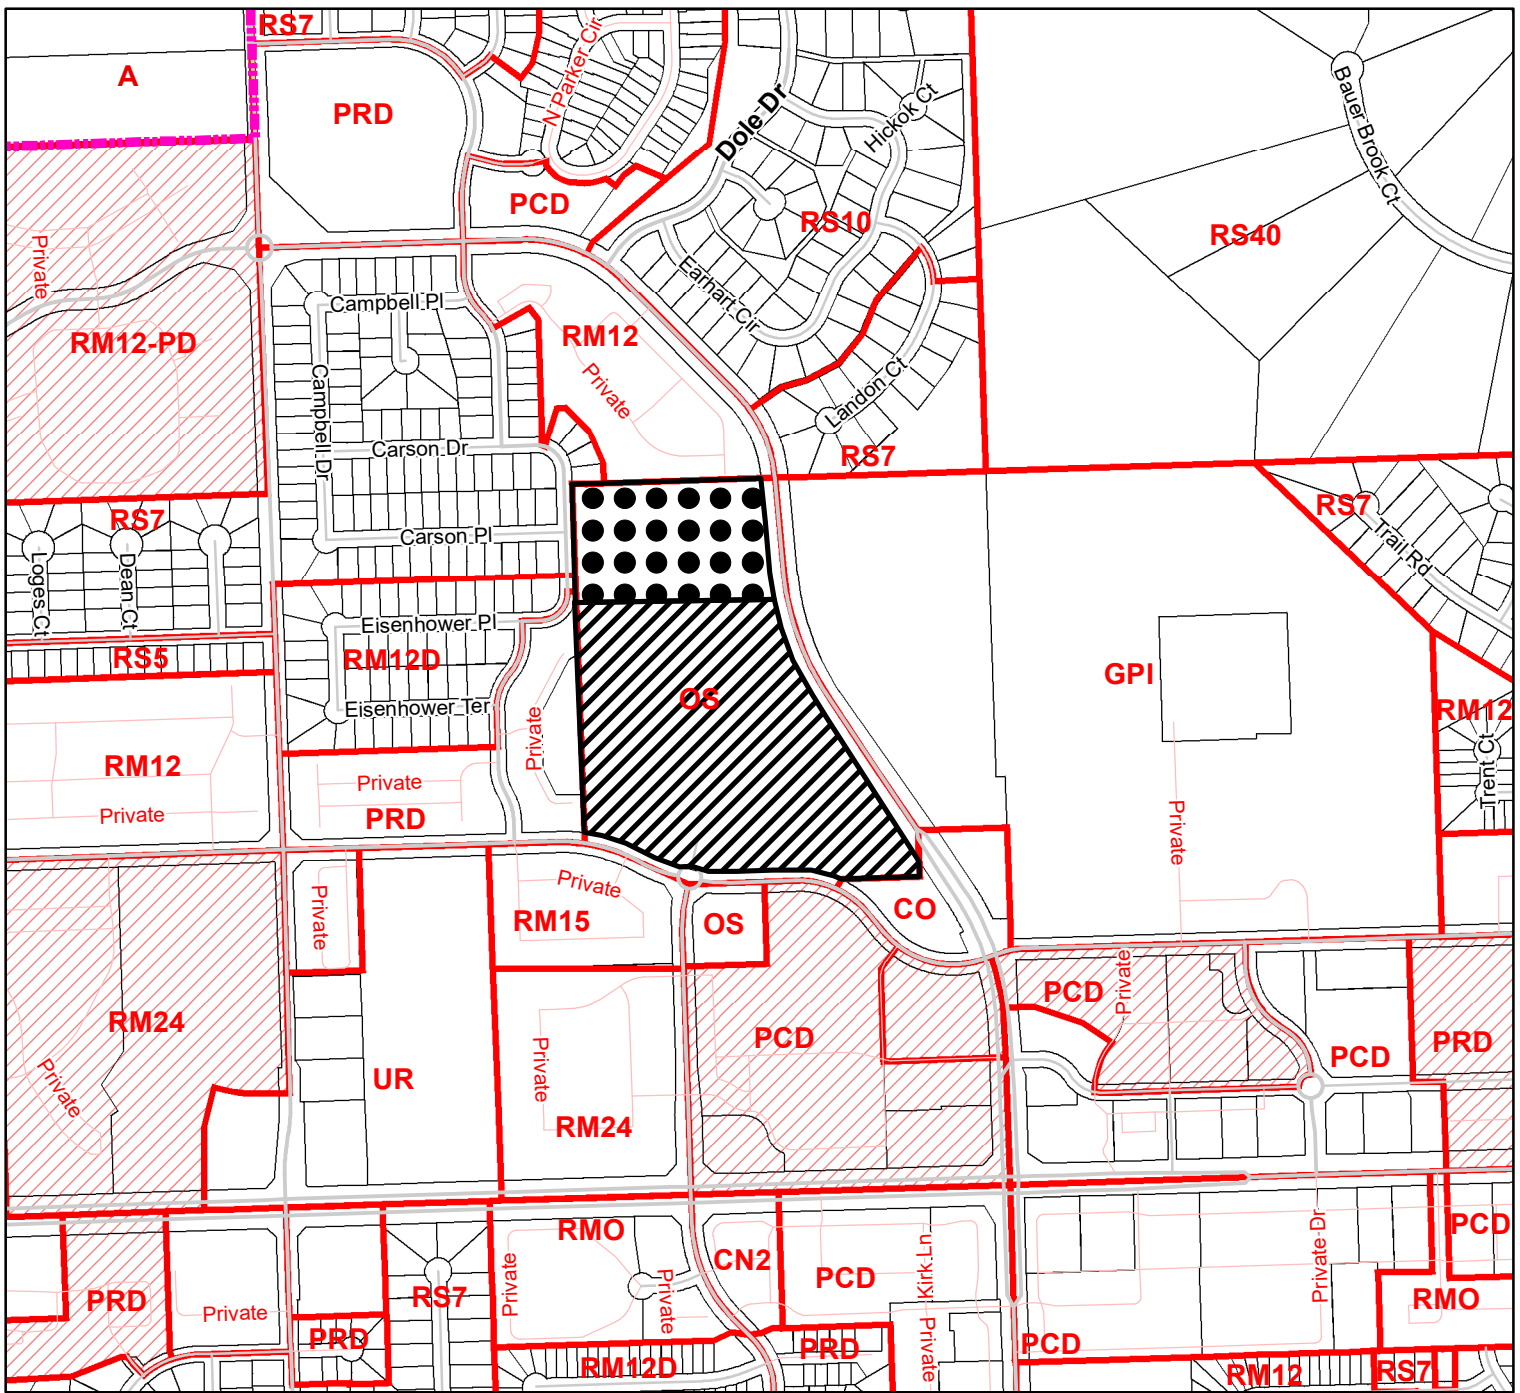 RS7
A
PRD
N Parker Cir
Dole Dr
Hickok Ct
Bauer Brook Ct
PCD
RS10
RS40
Private
Earhart Cir
Campbell Pl
RM12
RM12-PD
Private
Campbell Dr
Landon Ct
Carson Dr
RS7
RS7
RS7
Trail Rd
Carson Pl
Loges Ct
Dean Ct
Eisenhower Pl
RS5
RM12D
GPI
OS
Eisenhower Ter
RM12
Private
RM12
Trent Ct
Private
Private
PRD
Private
Private
Private
RM15
OS
CO
PCD
Private
RM24
PCD
PCD
PRD
Private
Private
UR
RM24
RMO
PCD
CN2
PCD
Lu Kirk Ln
Private Dr
PRD
RS7
Private
Private
Private
RMO
PRD
PRD
PCD
Private
RM12D
RM12
RS7